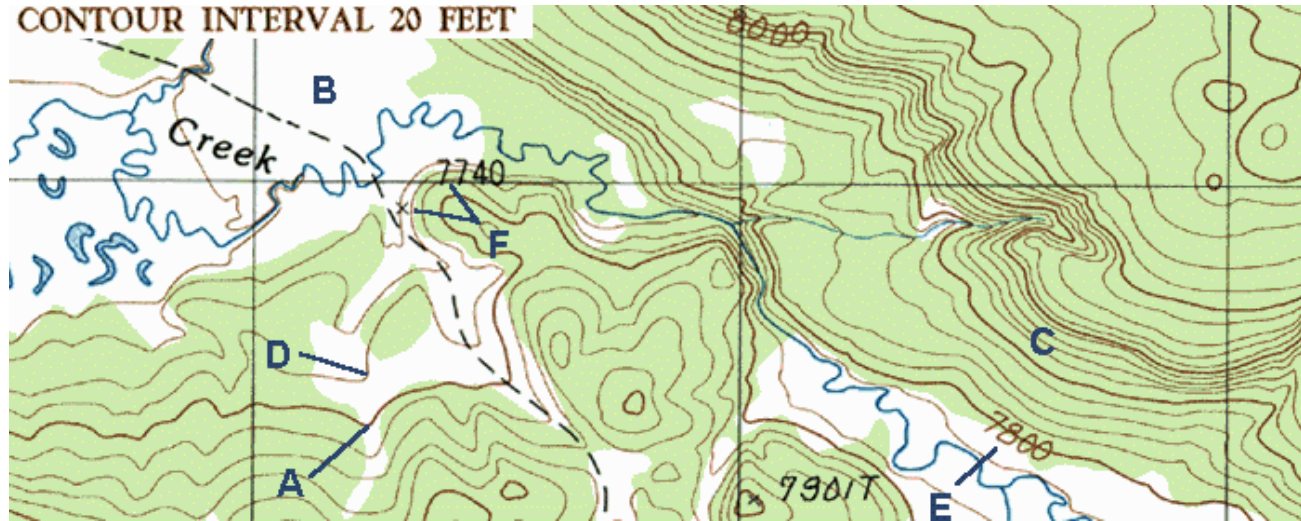 CONTOUR INTERVAL 20 FEET
8000
B
Creek
7740
F
C
D
7800
A
7901T
E